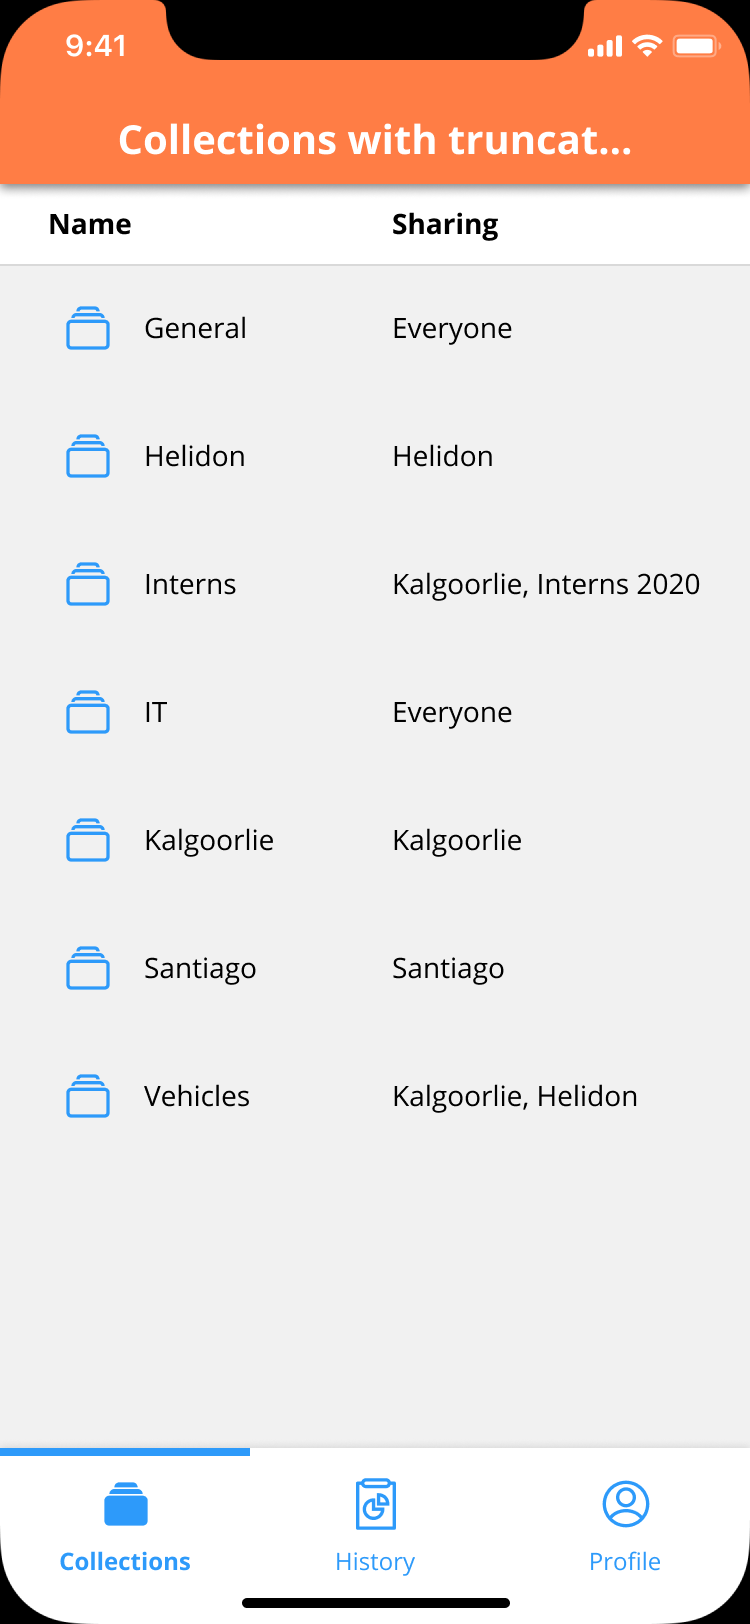 9:41
Collections with truncat...
Name Sharing
General Everyone
Helidon Helidon
Interns Kalgoorlie, Interns 2020
IT Everyone
Kalgoorlie Kalgoorlie
Santiago Santiago
Vehicles Kalgoorlie, Helidon
Collections History Profile